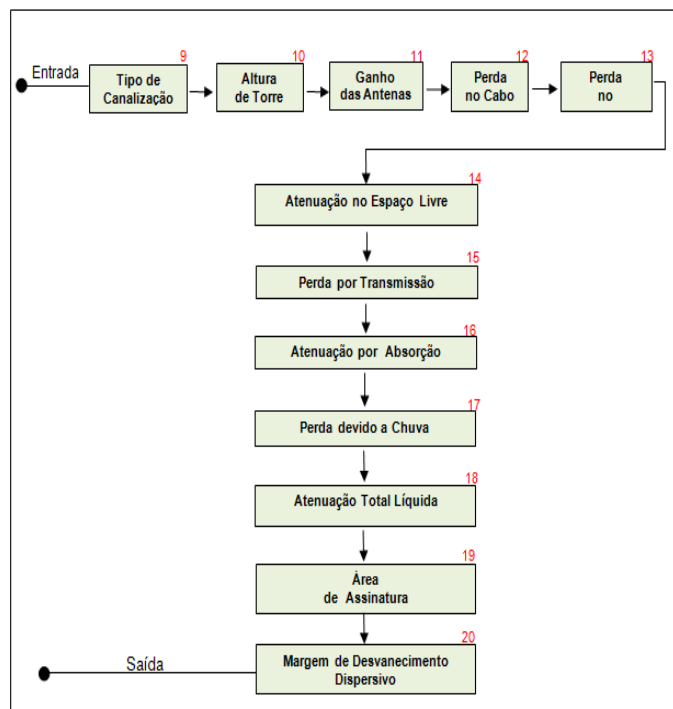 9
10
11
12
13
Entrada
Tipo de
Canalização
Altura
de Torre
Ganho
das Antenas
Perda
no Cabo
Perda
no
14
Atenuação no Espaço Livre
15
Perda por Transmissão
16
Atenuação por Absorção
17
Perda devido a Chuva
18
Atenuação Total Líquida
19
Área
de Assinatura
20
Margem de Desvanecimento
Dispersivo
Saída